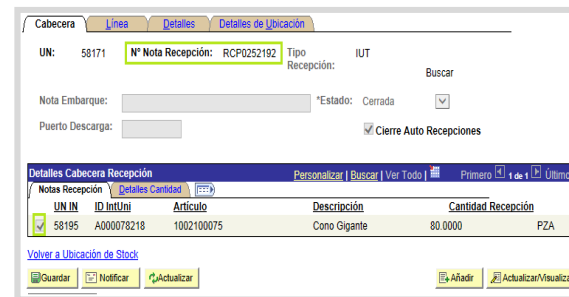 Cabecera Línea Detalles Detalles de Ubicación
UN: 58171 Nº Nota Recepción: RCP0252192 Tipo Recepción: IUT
Buscar
Nota Embarque: *Estado: Cerrada
Puerto Descarga: Cierre Auto Recepciones
Detalles Cabecera Recepción Personalizar | Buscar | Ver Todo | Primero 1 de 1 Último
Notas Recepción Detalles Cantidad
UN IN ID IntUni Artículo Descripción Cantidad Recepción
58195 A000078218 1002100075 Cono Gigante 80.0000 PZA
Volver a Ubicación de Stock
Guardar Notificar Actualizar Añadir Actualizar/Visualiza